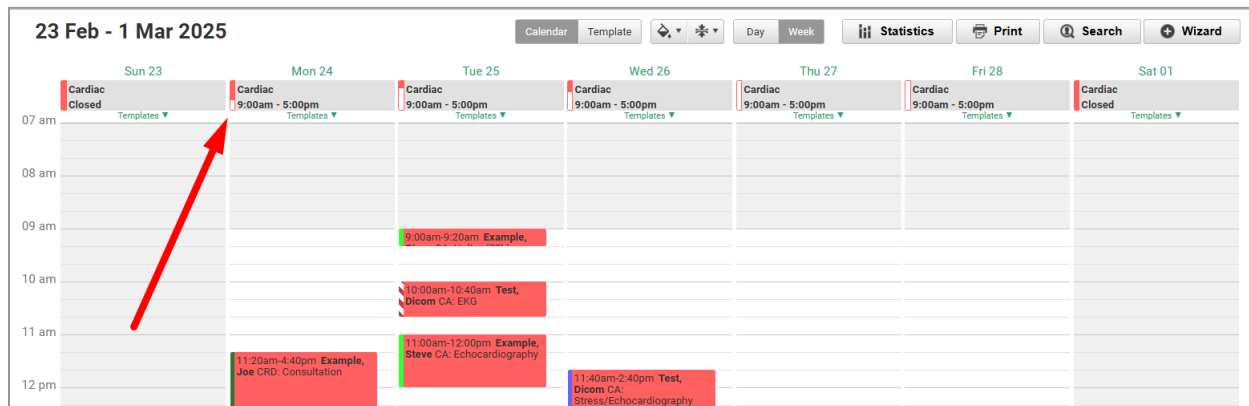 23 Feb - 1 Mar 2025
Calendar Template
Day Week
Statistics
Print
Search
Wizard
Sun 23 Mon 24 Tue 25 Wed 26 Thu 27 Fri 28 Sat 01
Cardiac Cardiac Cardiac Cardiac Cardiac Cardiac Cardiac
Closed 9:00am - 5:00pm 9:00am - 5:00pm 9:00am - 5:00pm 9:00am - 5:00pm 9:00am - 5:00pm Closed
Templates ▼ Templates ▼ Templates ▼ Templates ▼ Templates ▼ Templates ▼ Templates ▼
07 am
08 am
09 am
9:00am-9:20am Example,
10 am
10:00am-10:40am Test,
Dicom CA: EKG
11 am
11:00am-12:00pm Example,
Steve CA: Echocardiography
11:20am-4:40pm Example,
Joe CRD: Consultation
11:40am-2:40pm Test,
Dicom CA:
Stress/Echocardiography
12 pm